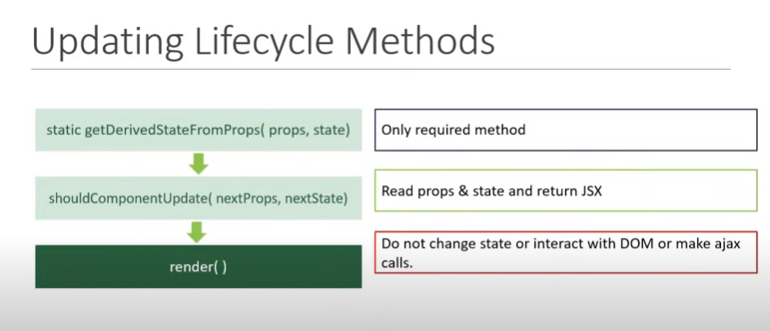 Updating Lifecycle Methods
static getDerivedStateFromProps( props, state)
Only required method
shouldComponentUpdate( nextProps, nextState)
Read props & state and return JSX
render( )
Do not change state or interact with DOM or make ajax
calls.